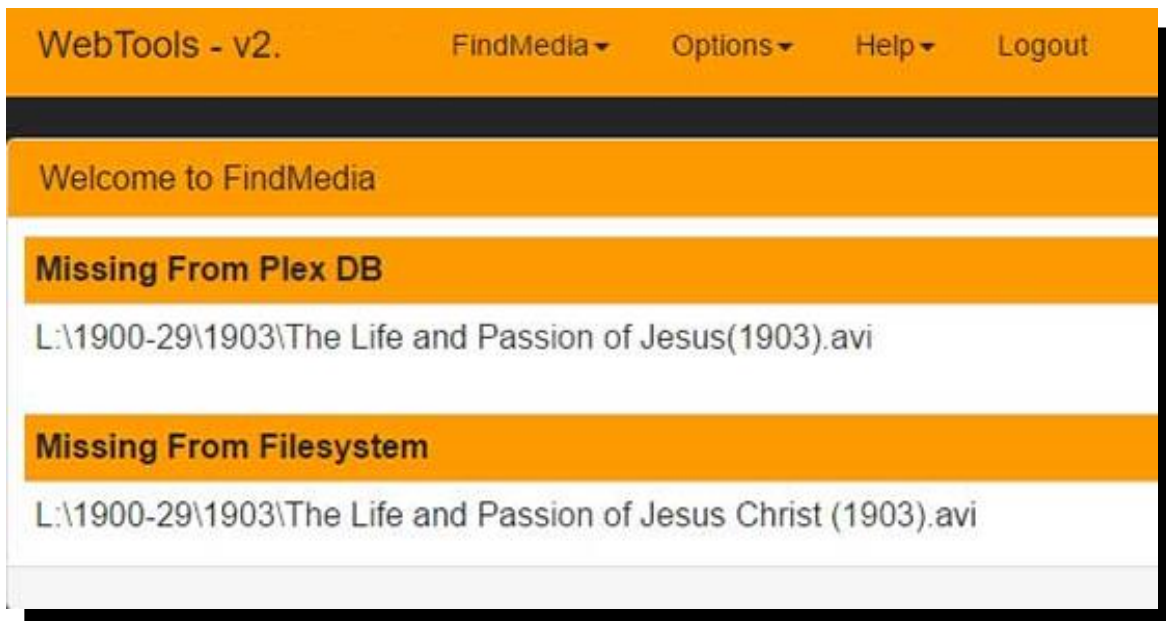 WebTools - v2. FindMedia Options Help Logout
Welcome to FindMedia
Missing From Plex DB
L:\1900-29\1903\The Life and Passion of Jesus(1903).avi
Missing From Filesystem
L:\1900-29\1903\The Life and Passion of Jesus Christ (1903).avi